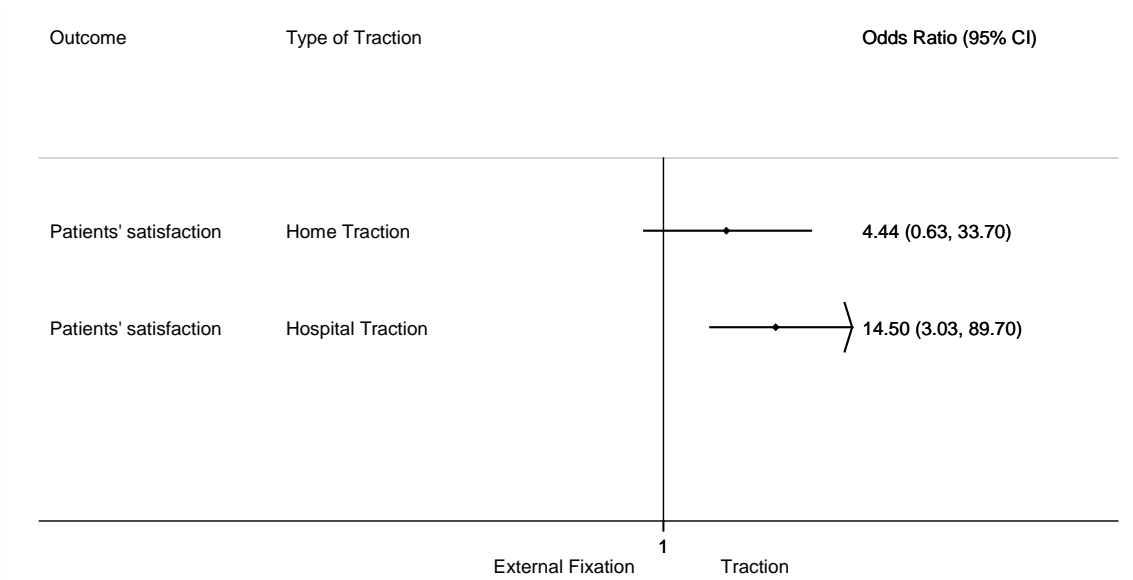 Outcome Type of Traction Odds Ratio (95% CI)
Patients' satisfaction Home Traction 4.44 (0.63, 33.70)
Patients' satisfaction Hospital Traction 14.50 (3.03, 89.70)
1
External Fixation Traction